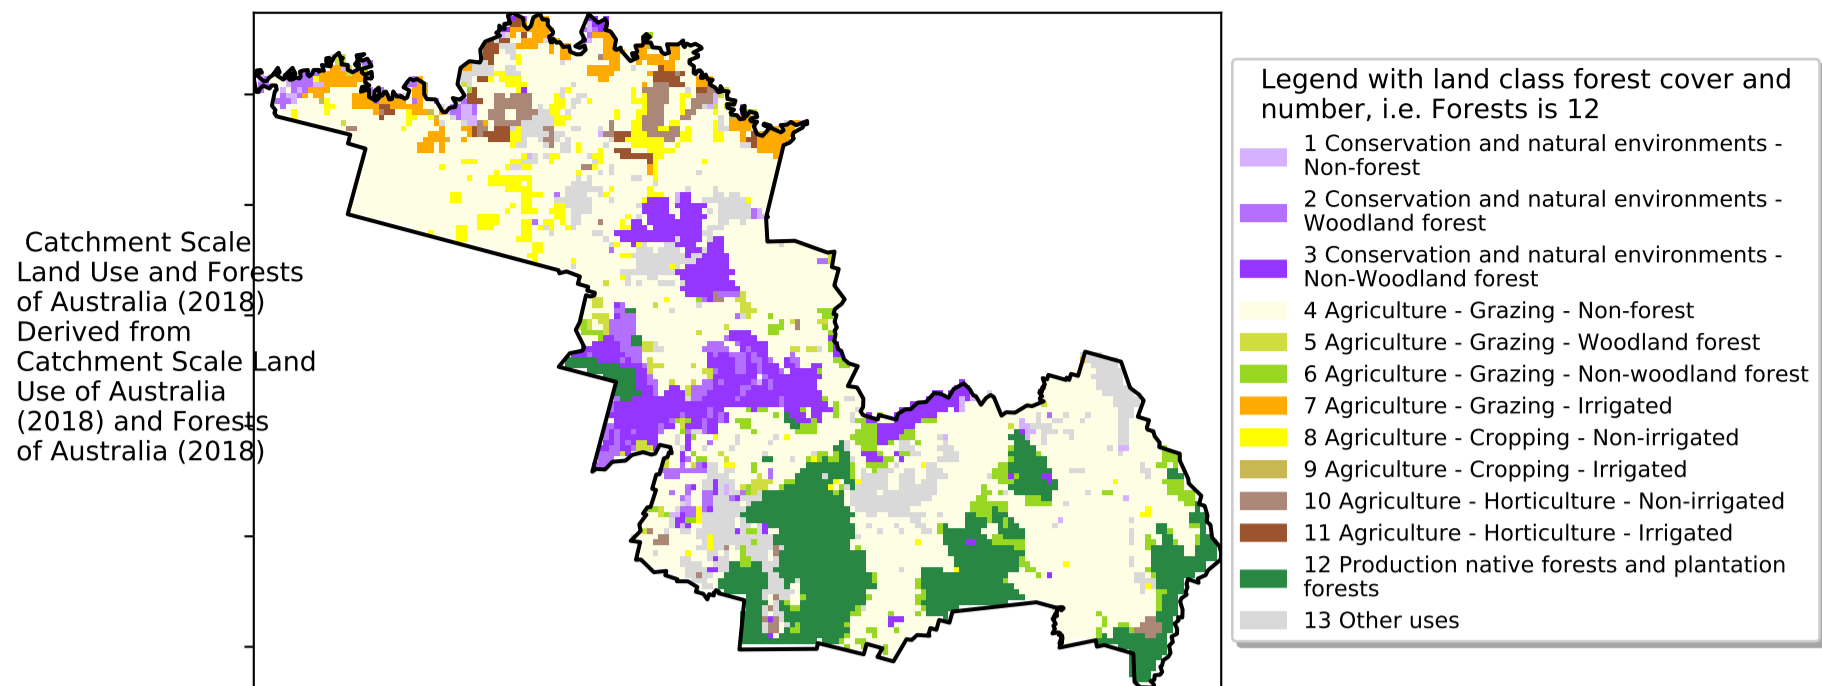 Catchment Scale
Land Use and Forests
of Australia (2018)
Derived from
Catchment Scale Land
Use of Australia
(2018) and Forests
of Australia (2018)
Legend with land class forest cover and
number, i.e. Forests is 12
1 Conservation and natural environments -
Non-forest
2 Conservation and natural environments -
Woodland forest
3 Conservation and natural environments -
Non-Woodland forest
4 Agriculture - Grazing - Non-forest
5 Agriculture - Grazing - Woodland forest
6 Agriculture - Grazing - Non-woodland forest
7 Agriculture - Grazing - Irrigated
8 Agriculture - Cropping - Non-irrigated
9 Agriculture - Cropping - Irrigated
10 Agriculture - Horticulture - Non-irrigated
11 Agriculture - Horticulture - Irrigated
12 Production native forests and plantation
forests
13 Other uses